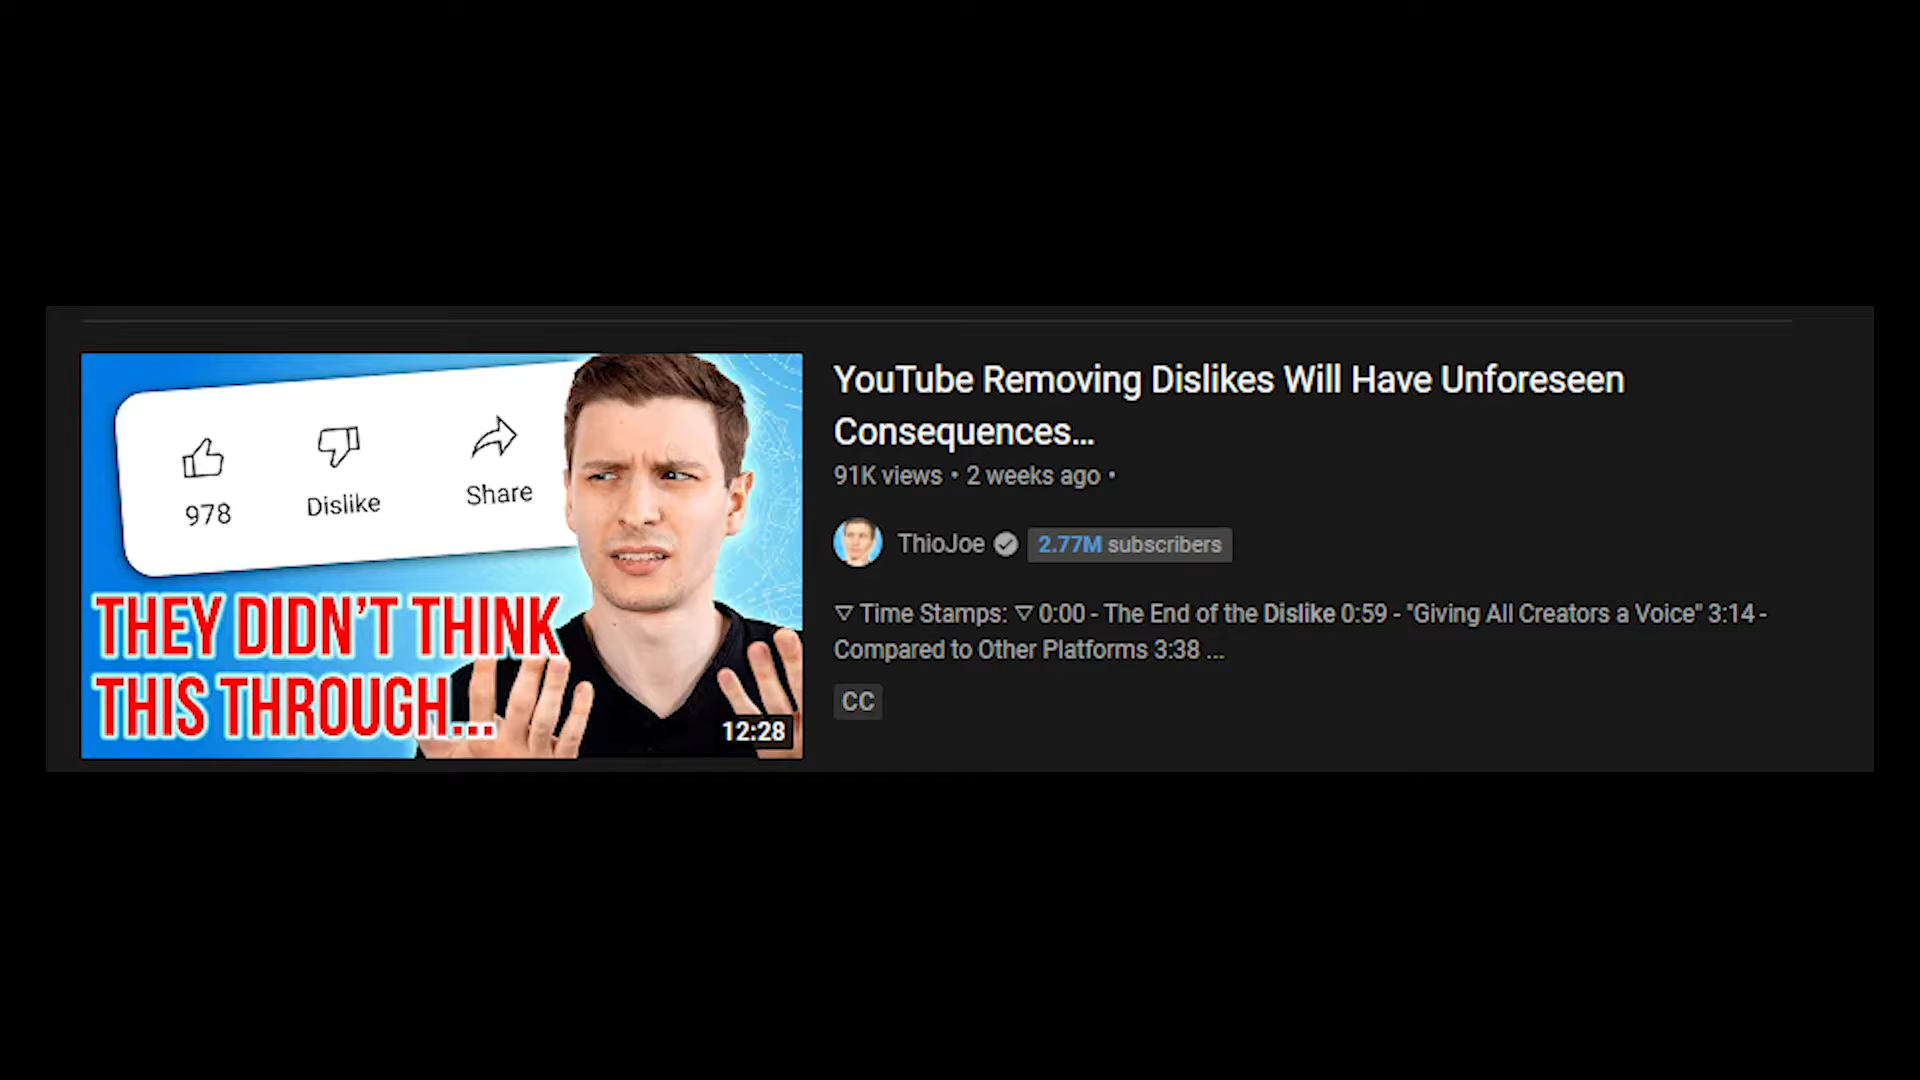 978
Dislike
Share
THEY DIDN'T THINK
THIS THROUGH...
12:28
YouTube Removing Dislikes Will Have Unforeseen
Consequences...
91K views • 2 weeks ago •
ThioJoe
2.77M subscribers
▽ Time Stamps: ▽ 0:00 - The End of the Dislike 0:59 - "Giving All Creators a Voice" 3:14 -
Compared to Other Platforms 3:38 ...
CC